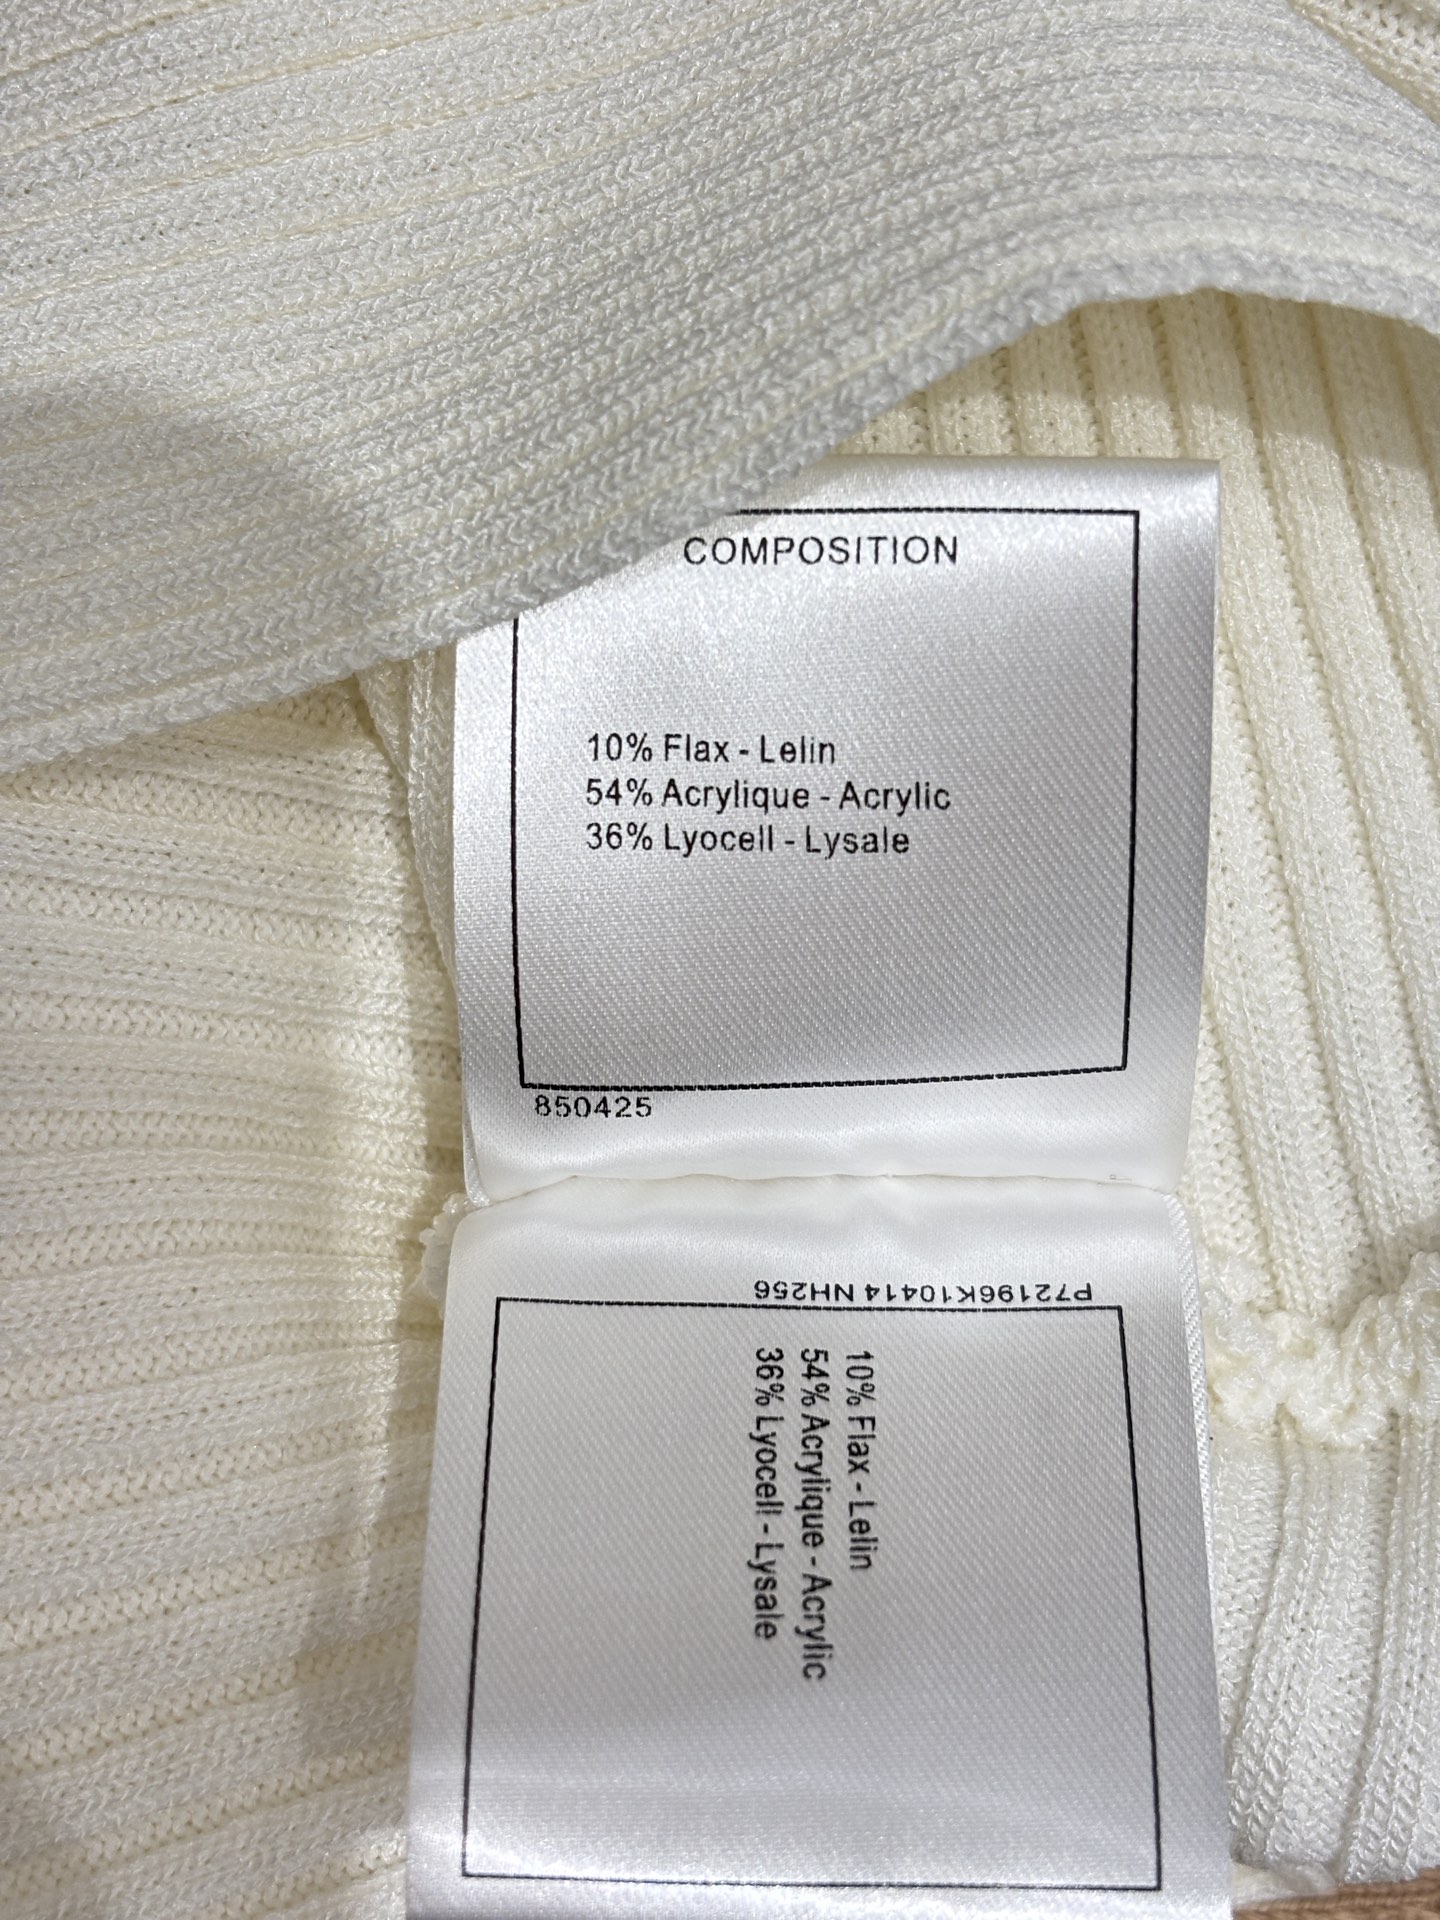 COMPOSITION
10% Flax - Lelin
54% Acrylique - Acrylic
36% Lyocell - Lysale
850425
P72196K10414 NH256
10% Flax - Lelin
54% Acrylique - Acrylic
36% Lyocell - Lysale